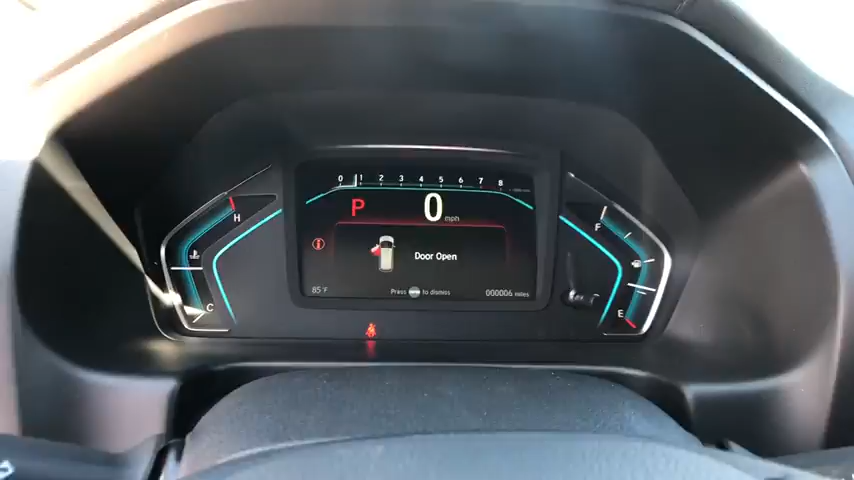 0 1 2 3 4 5 6 7 8
P 0 mph
H
F
Door Open
C
E
85°F
Press to dismiss
000006 miles